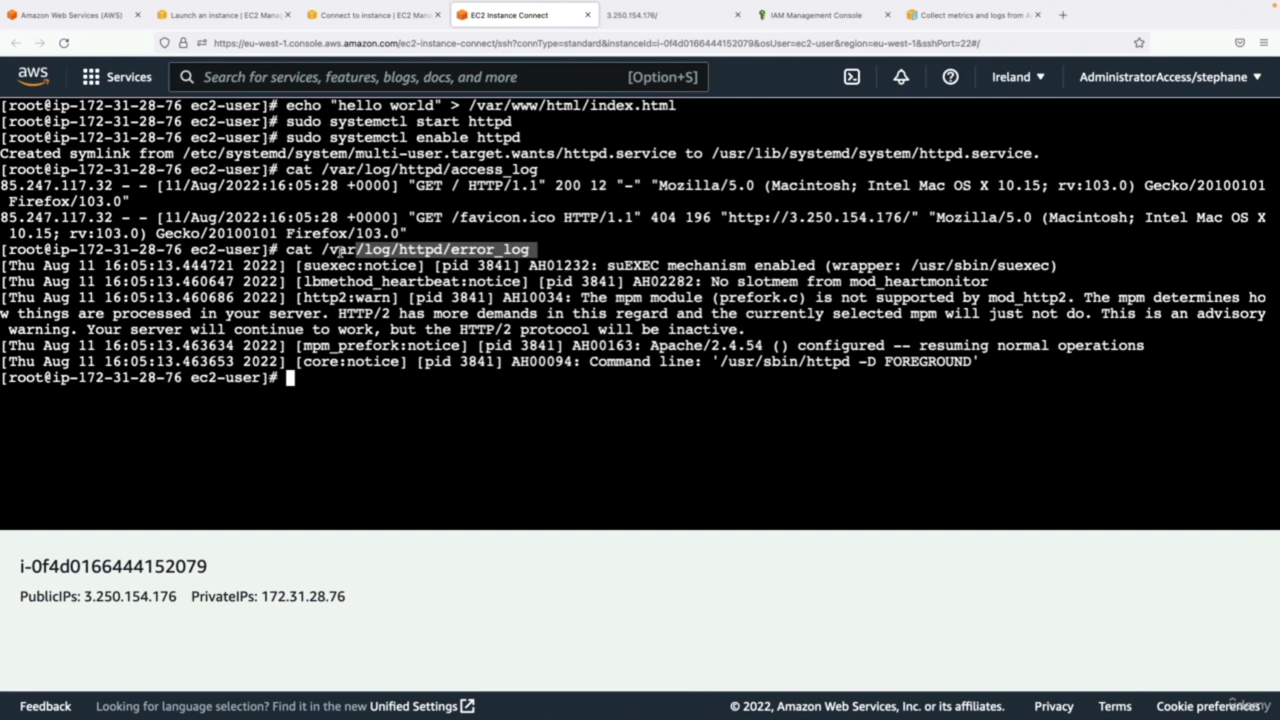 Amazon Web Services (AWS)
Launch an instance | EC2 Mana
Connect to instance | EC2 Mana
EC2 Instance Connect
3.250.154.176/
IAM Management Console
Collect metrics and logs from A
https://eu-west-1.console.aws.amazon.com/ec2-instance-connect/ssh?connType=standard&instanceId=i-0f4d0166444152079&osUser=ec2-user&region=eu-west-1&sshPort=22#/
aws
Services
Search for services, features, blogs, docs, and more
[Option+S]
Ireland
AdministratorAccess/stephane
[root@ip-172-31-28-76 ec2-user]# echo "hello world" > /var/www/html/index.html
[root@ip-172-31-28-76 ec2-user]# sudo systemctl start httpd
[root@ip-172-31-28-76 ec2-user]# sudo systemctl enable httpd
Created symlink from /etc/systemd/system/multi-user.target.wants/httpd.service to /usr/lib/systemd/system/httpd.service.
[root@ip-172-31-28-76 ec2-user]# cat /var/log/httpd/access_log
85.247.117.32 - - [11/Aug/2022:16:05:28 +0000] "GET / HTTP/1.1" 200 12 "-" "Mozilla/5.0 (Macintosh; Intel Mac OS X 10.15; rv:103.0) Gecko/20100101
Firefox/103.0"
85.247.117.32 - - [11/Aug/2022:16:05:28 +0000] "GET /favicon.ico HTTP/1.1" 404 196 "http://3.250.154.176/" "Mozilla/5.0 (Macintosh; Intel Mac OS X
10.15; rv:103.0) Gecko/20100101 Firefox/103.0"
[root@ip-172-31-28-76 ec2-user]# cat /var/log/httpd/error_log
[Thu Aug 11 16:05:13.444721 2022] [suexec:notice] [pid 3841] AH01232: suEXEC mechanism enabled (wrapper: /usr/sbin/suexec)
[Thu Aug 11 16:05:13.460647 2022] [lbmethod_heartbeat:notice] [pid 3841] AH02282: No slotmem from mod_heartmonitor
[Thu Aug 11 16:05:13.460686 2022] [http2:warn] [pid 3841] AH10034: The mpm module (prefork.c) is not supported by mod_http2. The mpm determines ho
w things are processed in your server. HTTP/2 has more demands in this regard and the currently selected mpm will just not do. This is an advisory
warning. Your server will continue to work, but the HTTP/2 protocol will be inactive.
[Thu Aug 11 16:05:13.463634 2022] [mpm_prefork:notice] [pid 3841] AH00163: Apache/2.4.54 () configured -- resuming normal operations
[Thu Aug 11 16:05:13.463653 2022] [core:notice] [pid 3841] AH00094: Command line: '/usr/sbin/httpd -D FOREGROUND'
[root@ip-172-31-28-76 ec2-user]#
i-0f4d0166444152079
PublicIPs: 3.250.154.176 PrivateIPs: 172.31.28.76
Feedback
Looking for language selection? Find it in the new Unified Settings
© 2022, Amazon Web Services, Inc. or its affiliates.
Privacy
Terms
Cookie preferences
Udemy